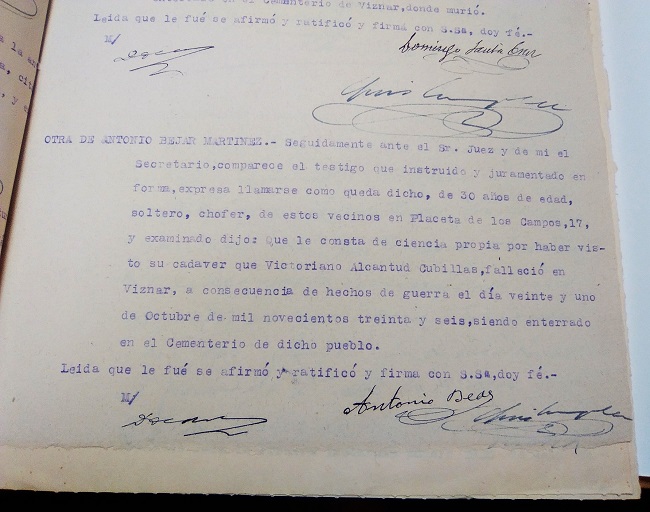 en el Cementerio de Viznar,donde murió.
Leida que le fué se afirmó y ratificó y firma con S.Sª, doy fé.-
M/
Domingo
OTRA DE ANTONIO BEJAR MARTINEZ.- Seguidamente ante el Sr. Juez y de mi el
Secretario,comparece el testigo que instruido y juramentado en
forma,expresa llamarse como queda dicho, de 30 años de edad,
soltero, chofer, de estos vecinos en Placeta de los Campos,17,
y examinado dijo: Que le consta de ciencia propia por haber vis-
to su cadaver que Victoriano Alcantud Cubillas,falleció en
Viznar, a consecuencia de hechos de guerra el día veinte y uno
de Octubre de mil novecientos treinta y seis,siendo enterrado
en el Cementerio de dicho pueblo.
Leida que le fué se afirmó y ratificó y firma con S.Sª,doy fé.-
M/
Antonio